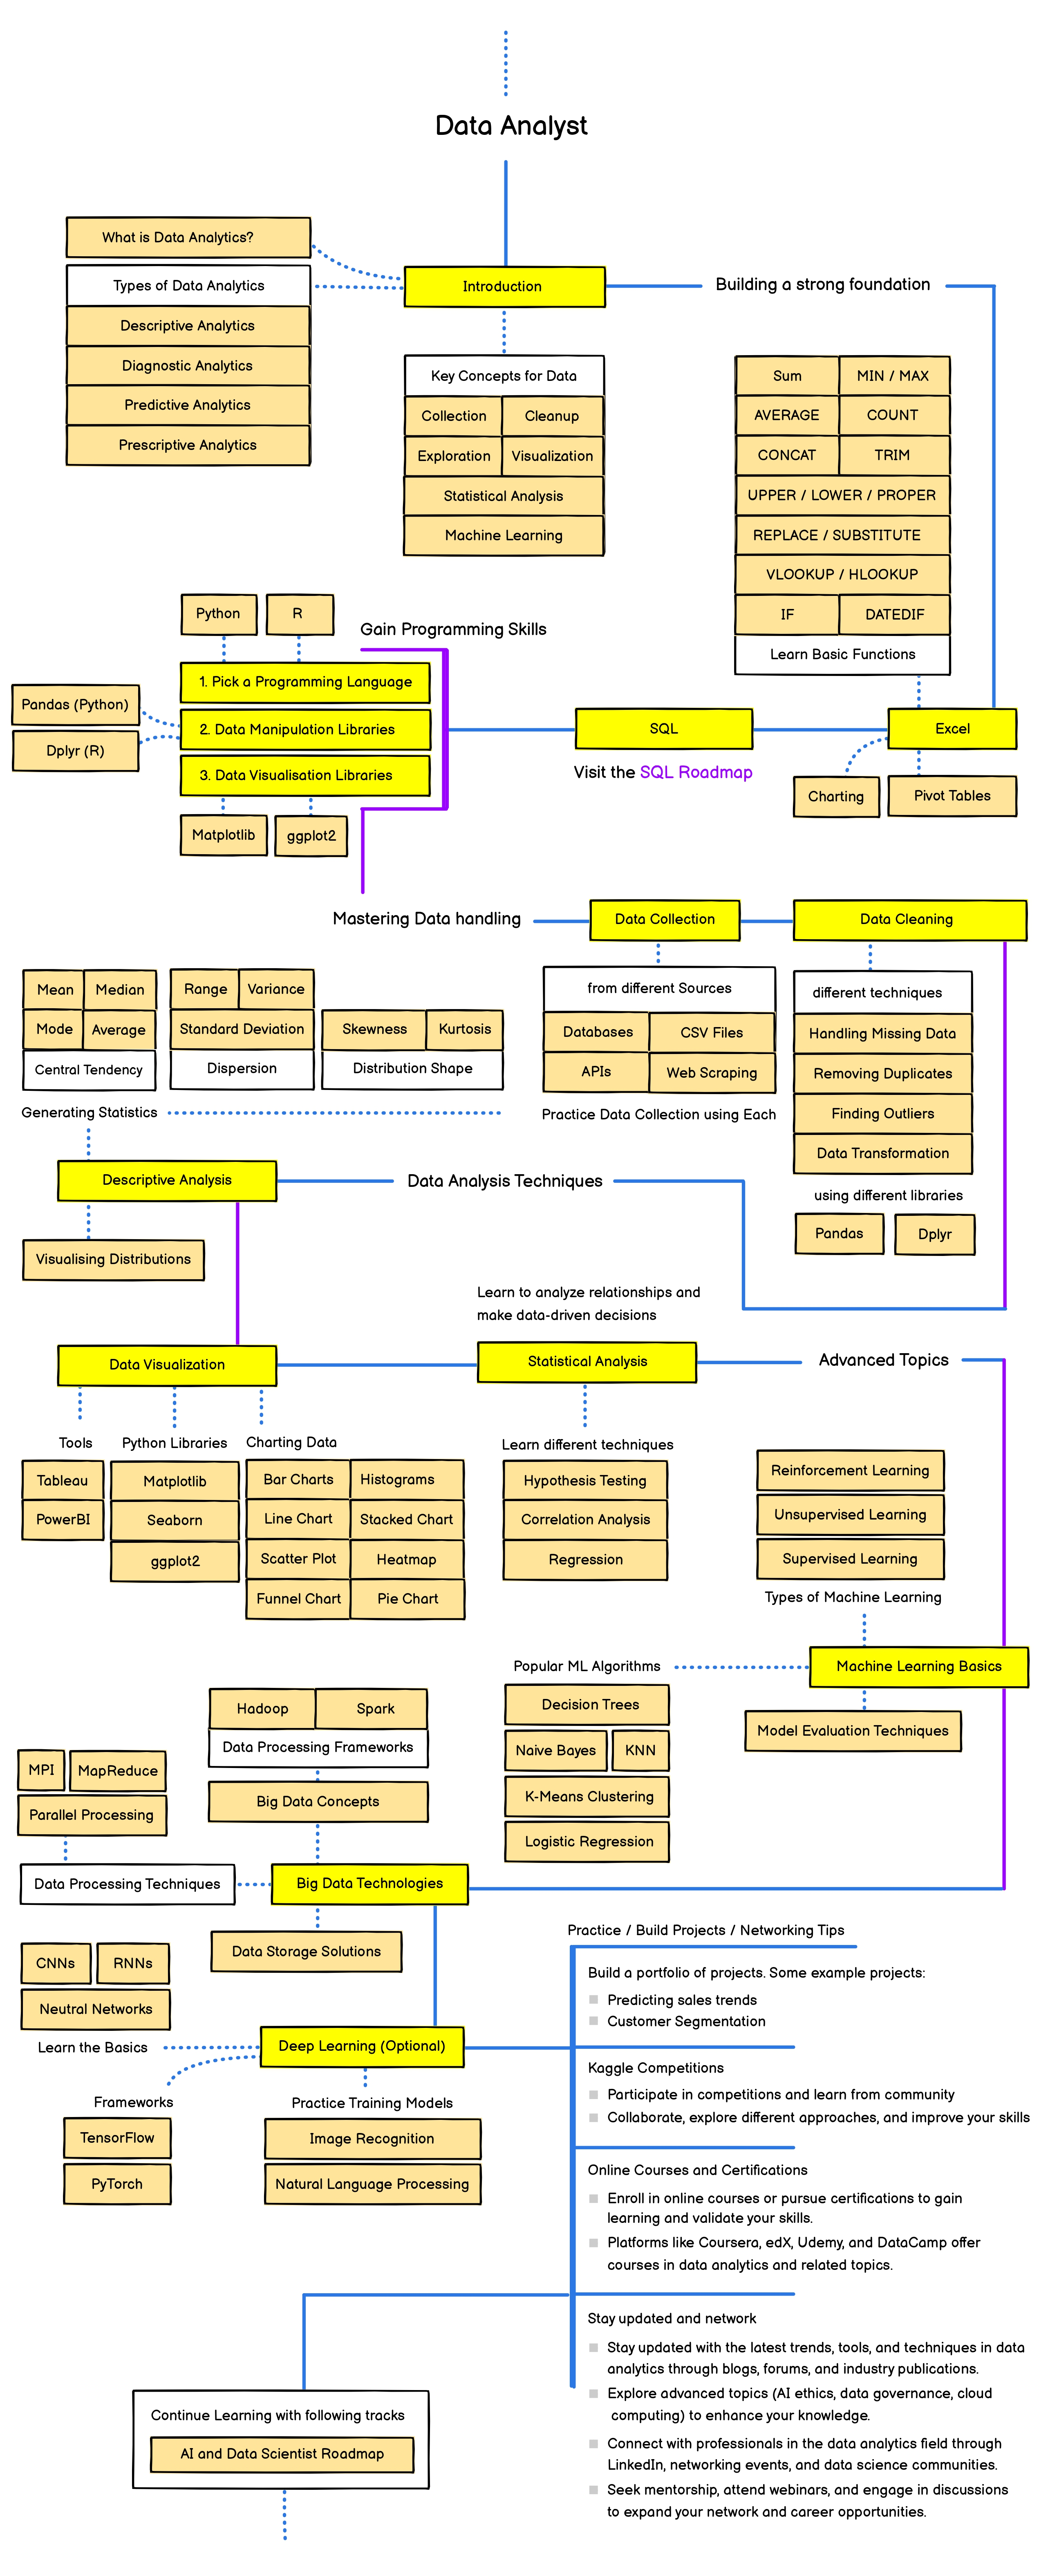 Data Analyst
What is Data Analytics?
Types of Data Analytics
Descriptive Analytics
Diagnostic Analytics
Predictive Analytics
Prescriptive Analytics
Introduction
Building a strong foundation
Key Concepts for Data
Collection
Cleanup
Exploration
Visualization
Statistical Analysis
Machine Learning
Sum
MIN / MAX
AVERAGE
COUNT
CONCAT
TRIM
UPPER / LOWER / PROPER
REPLACE / SUBSTITUTE
VLOOKUP / HLOOKUP
IF
DATEDIF
Learn Basic Functions
Excel
Charting
Pivot Tables
SQL
Visit the SQL Roadmap
Gain Programming Skills
Python
R
1. Pick a Programming Language
2. Data Manipulation Libraries
3. Data Visualisation Libraries
Pandas (Python)
Dplyr (R)
Matplotlib
ggplot2
Mastering Data handling
Data Collection
Data Cleaning
from different Sources
Databases
CSV Files
APIs
Web Scraping
Practice Data Collection using Each
different techniques
Handling Missing Data
Removing Duplicates
Finding Outliers
Data Transformation
using different libraries
Pandas
Dplyr
Mean
Median
Mode
Average
Central Tendency
Range
Variance
Standard Deviation
Dispersion
Skewness
Kurtosis
Distribution Shape
Generating Statistics
Descriptive Analysis
Data Analysis Techniques
Visualising Distributions
Learn to analyze relationships and
make data-driven decisions
Data Visualization
Statistical Analysis
Advanced Topics
Tools
Tableau
PowerBI
Python Libraries
Matplotlib
Seaborn
ggplot2
Charting Data
Bar Charts
Histograms
Line Chart
Stacked Chart
Scatter Plot
Heatmap
Funnel Chart
Pie Chart
Learn different techniques
Hypothesis Testing
Correlation Analysis
Regression
Reinforcement Learning
Unsupervised Learning
Supervised Learning
Types of Machine Learning
Machine Learning Basics
Model Evaluation Techniques
Popular ML Algorithms
Decision Trees
Naive Bayes
KNN
K-Means Clustering
Logistic Regression
Hadoop
Spark
Data Processing Frameworks
Big Data Concepts
MPI
MapReduce
Parallel Processing
Data Processing Techniques
Big Data Technologies
Data Storage Solutions
CNNs
RNNs
Neutral Networks
Learn the Basics
Deep Learning (Optional)
Frameworks
TensorFlow
PyTorch
Practice Training Models
Image Recognition
Natural Language Processing
Practice / Build Projects / Networking Tips
Build a portfolio of projects. Some example projects:
Predicting sales trends
Customer Segmentation
Kaggle Competitions
Participate in competitions and learn from community
Collaborate, explore different approaches, and improve your skills
Online Courses and Certifications
Enroll in online courses or pursue certifications to gain
learning and validate your skills.
Platforms like Coursera, edX, Udemy, and DataCamp offer
courses in data analytics and related topics.
Stay updated and network
Stay updated with the latest trends, tools, and techniques in data
analytics through blogs, forums, and industry publications.
Explore advanced topics (AI ethics, data governance, cloud
computing) to enhance your knowledge.
Connect with professionals in the data analytics field through
LinkedIn, networking events, and data science communities.
Seek mentorship, attend webinars, and engage in discussions
to expand your network and career opportunities.
Continue Learning with following tracks
AI and Data Scientist Roadmap